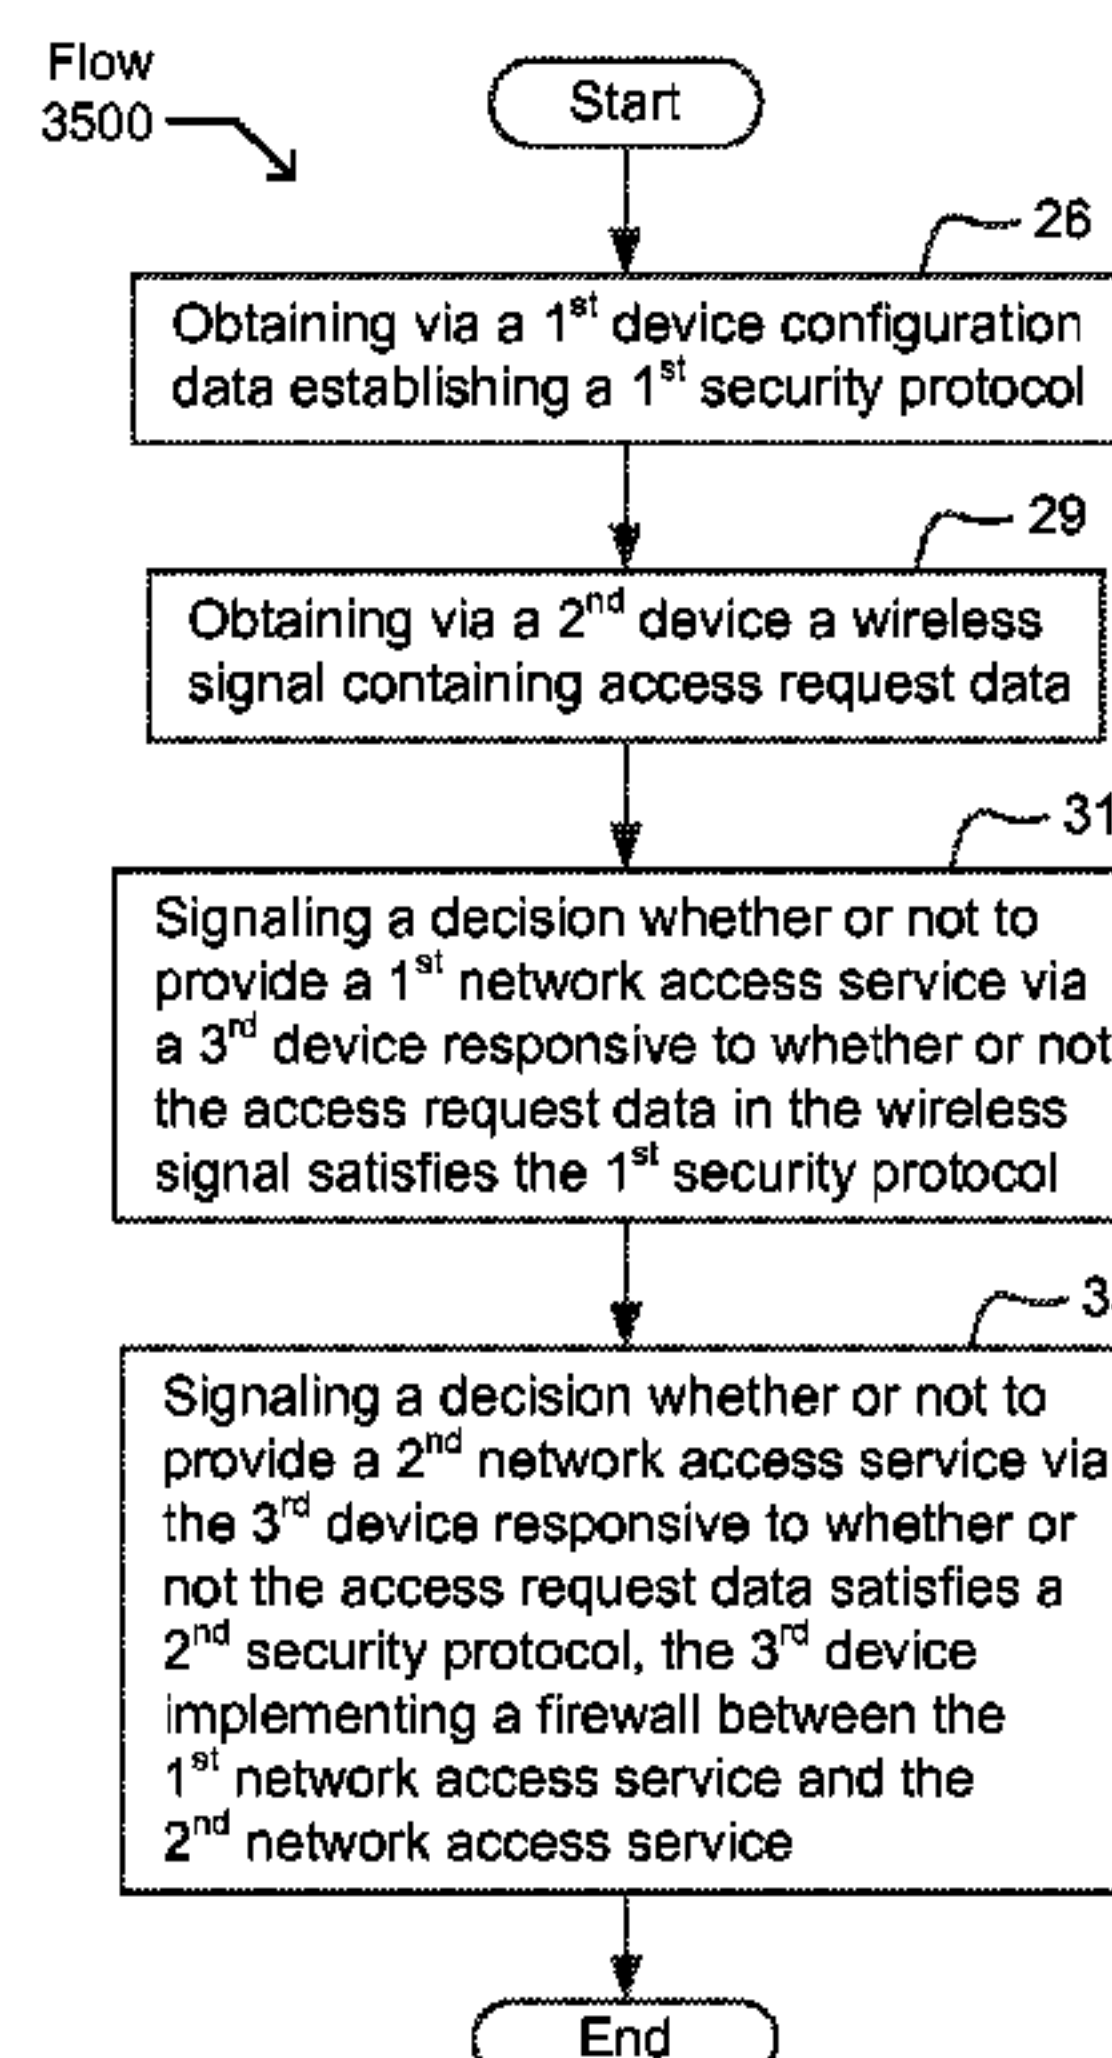 Flow
3500
Start
26
Obtaining via a 1st device configuration
data establishing a 1st security protocol
29
Obtaining via a 2nd device a wireless
signal containing access request data
31
Signaling a decision whether or not to
provide a 1st network access service via
a 3rd device responsive to whether or not
the access request data in the wireless
signal satisfies the 1st security protocol
Signaling a decision whether or not to
provide a 2nd network access service via
the 3rd device responsive to whether or
not the access request data satisfies a
2nd security protocol, the 3rd device
implementing a firewall between the
1st network access service and the
2nd network access service
End